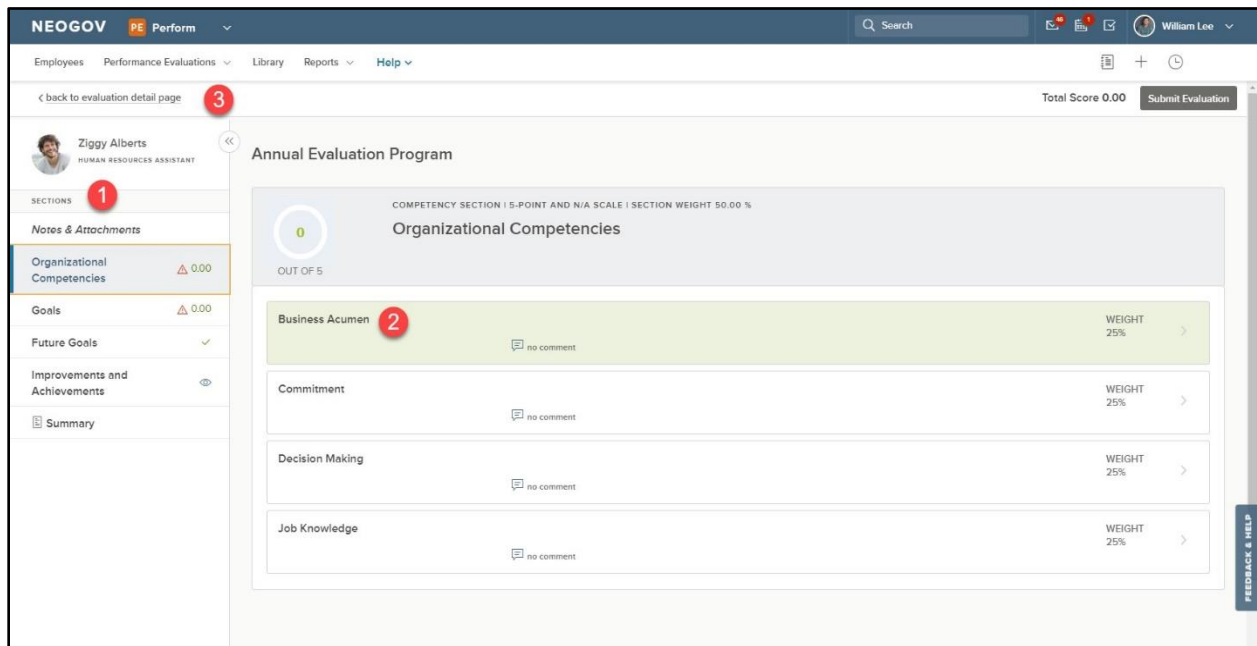 NEOGOV PE Perform Search 46 1 William Lee
Employees Performance Evaluations Library Reports Help
< back to evaluation detail page 3 Total Score 0.00 Submit Evaluation
Ziggy Alberts
HUMAN RESOURCES ASSISTANT
SECTIONS 1
Notes & Attachments
Organizational
Competencies 0.00
Goals 0.00
Future Goals
Improvements and
Achievements
Summary
Annual Evaluation Program
COMPETENCY SECTION | 5-POINT AND N/A SCALE | SECTION WEIGHT 50.00 %
0 Organizational Competencies
OUT OF 5
Business Acumen 2 WEIGHT
25%
no comment
Commitment WEIGHT
25%
no comment
Decision Making WEIGHT
25%
no comment
Job Knowledge WEIGHT
25%
no comment
FEEDBACK & HELP